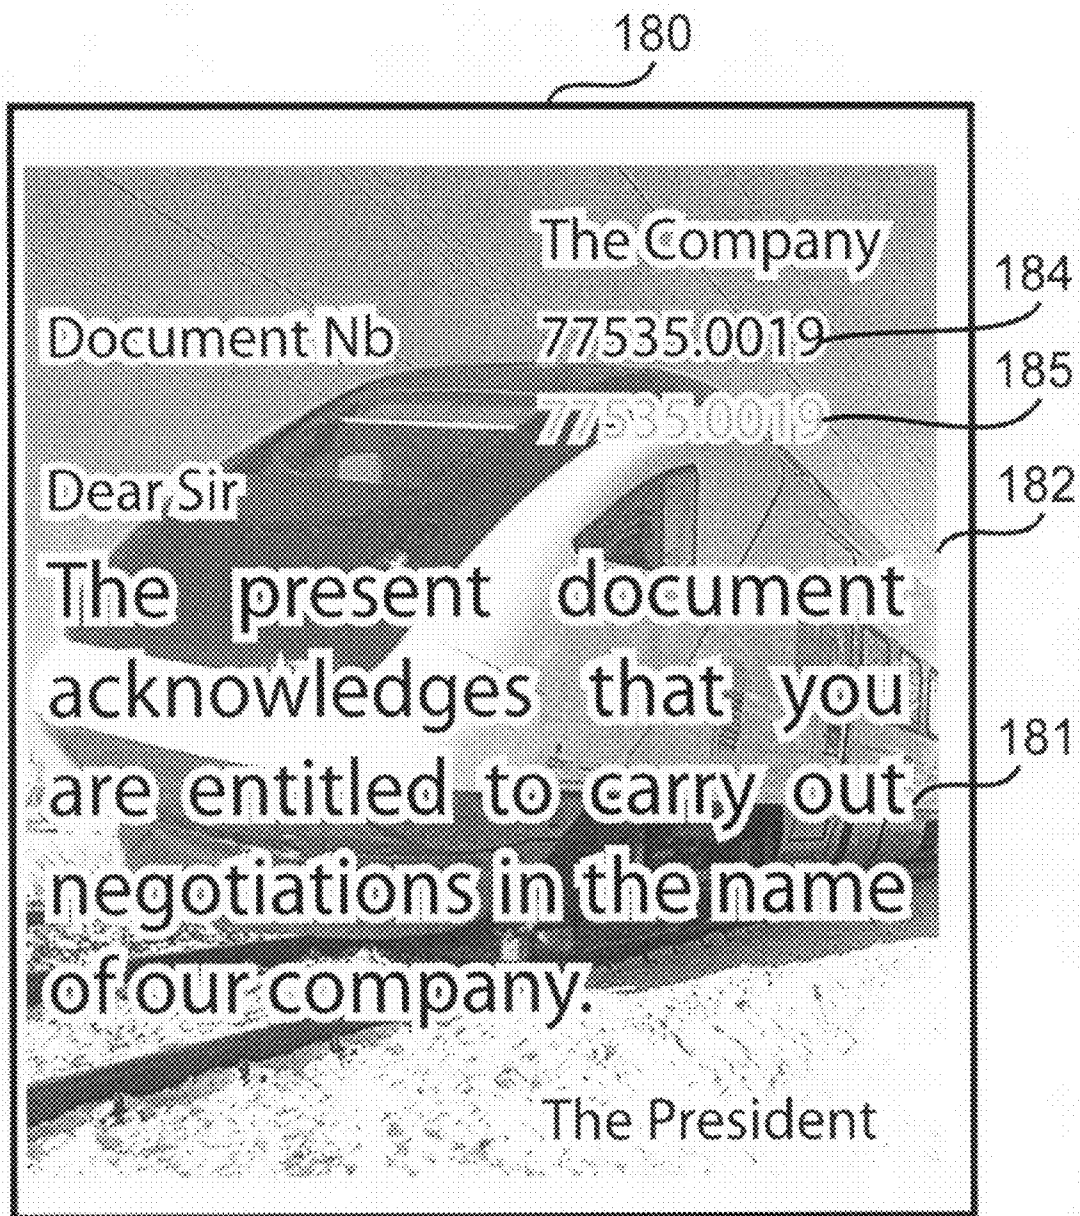 180
The Company
184
Document Nb 77535.0019
185
77535.0019
Dear Sir
182
The present document
acknowledges that you
181
are entitled to carry out
negotiations in the name
of our company.
The President